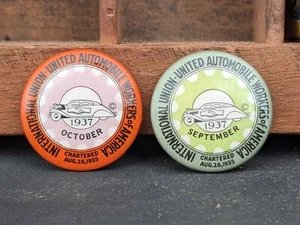 INTERNATIONAL UNION-UNITED AUTOMOBILE WORKERS of AMERICA
©
1937
OCTOBER
CHARTERED
AUG. 26, 1935
INTERNATIONAL UNION-UNITED AUTOMOBILE WORKERS of AMERICA
©
1937
SEPTEMBER
CHARTERED
AUG. 26, 1935